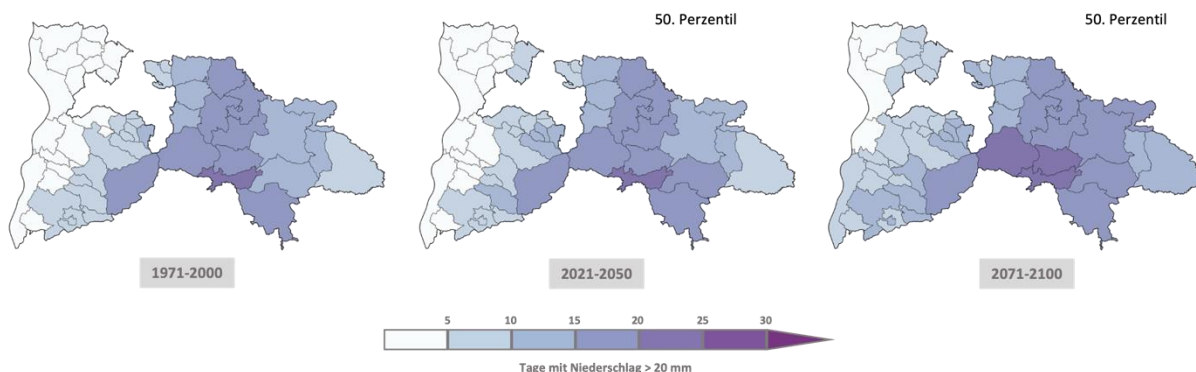 50. Perzentil
50. Perzentil
1971-2000
2021-2050
2071-2100
5 10 15 20 25 30
Tage mit Niederschlag > 20 mm